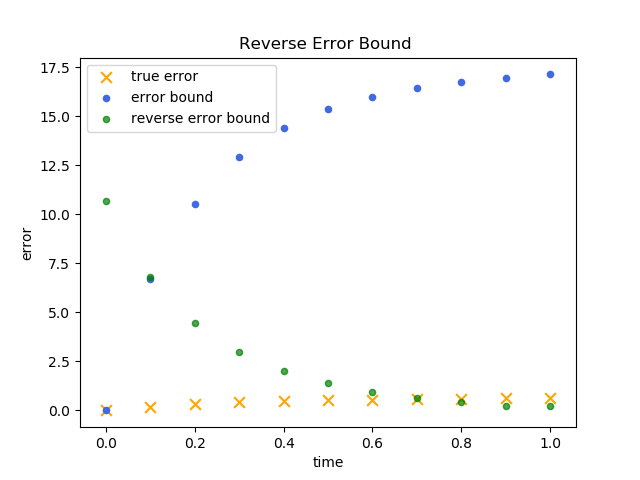 Reverse Error Bound
true error
error bound
reverse error bound
17.5
15.0
12.5
10.0
7.5
5.0
2.5
0.0
error
0.0 0.2 0.4 0.6 0.8 1.0
time